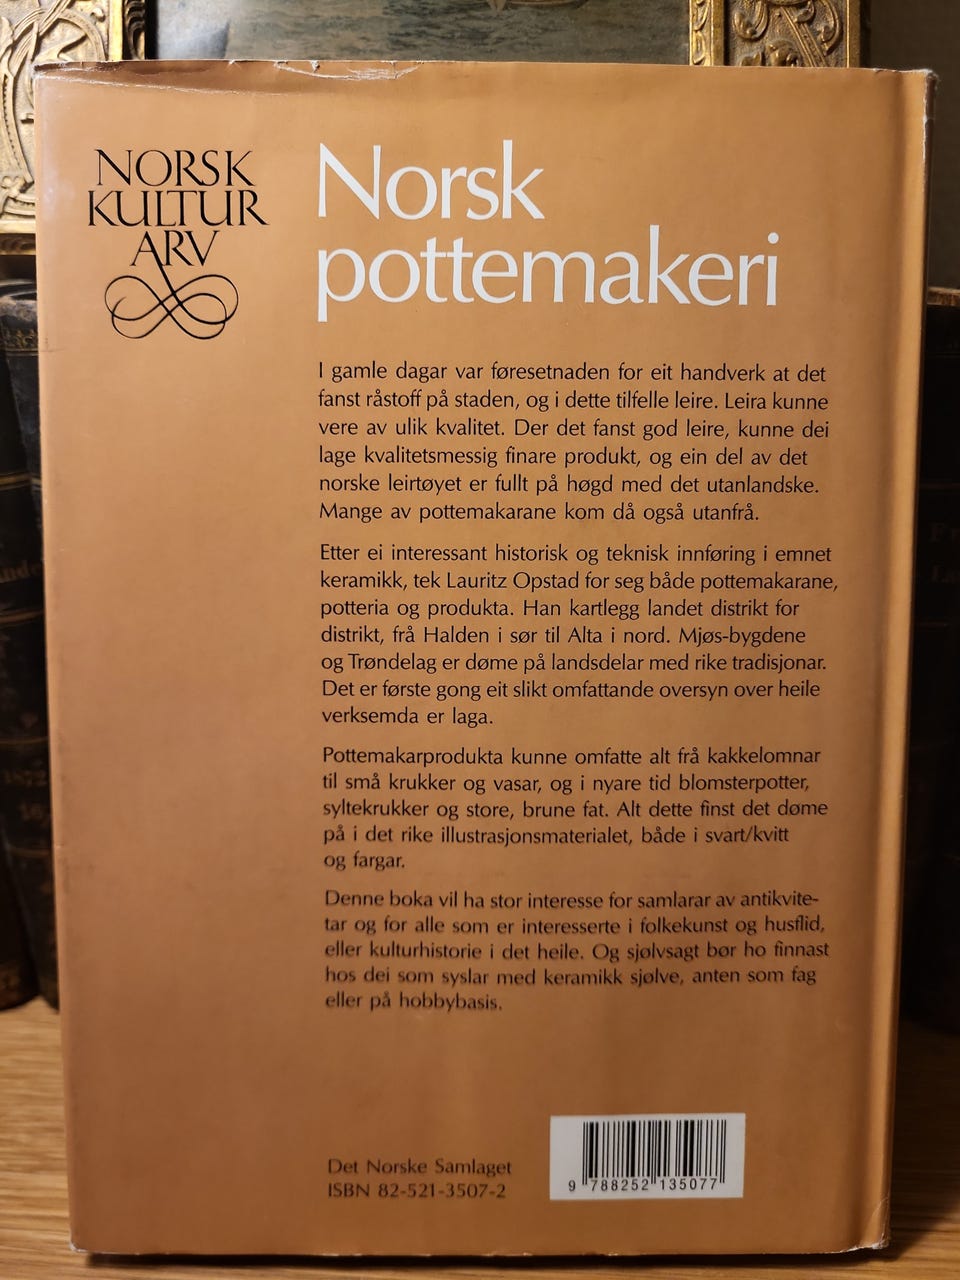 NORSK
KULTUR
ARV
Norsk
pottemakeri
I gamle dagar var føresetnaden for eit handverk at det
fanst råstoff på staden, og i dette tilfelle leire. Leira kunne
vere av ulik kvalitet. Der det fanst god leire, kunne dei
lage kvalitetsmessig finare produkt, og ein del av det
norske leirtøyet er fullt på høgd med det utanlandske.
Mange av pottemakarane kom då også utanfrå.
Etter ei interessant historisk og teknisk innføring i emnet
keramikk, tek Lauritz Opstad for seg både pottemakarane,
potteria og produkta. Han kartlegg landet distrikt for
distrikt, frå Halden i sør til Alta i nord. Mjøs-bygdene
og Trøndelag er døme på landsdelar med rike tradisjonar.
Det er første gong eit slikt omfattande oversyn over heile
verksemda er laga.
Pottemakarprodukta kunne omfatte alt frå kakkelomnar
til små krukker og vasar, og i nyare tid blomsterpotter,
syltekrukker og store, brune fat. Alt dette finst det døme
på i det rike illustrasjonsmaterialet, både i svart/kvitt
og fargar.
Denne boka vil ha stor interesse for samlarar av antikvite-
tar og for alle som er interesserte i folkekunst og husflid,
eller kulturhistorie i det heile. Og sjølvsagt bør ho finnast
hos dei som syslar med keramikk sjølve, anten som fag
eller på hobbybasis.
Det Norske Samlaget
ISBN 82-521-3507-2
9 788252 135077
1872